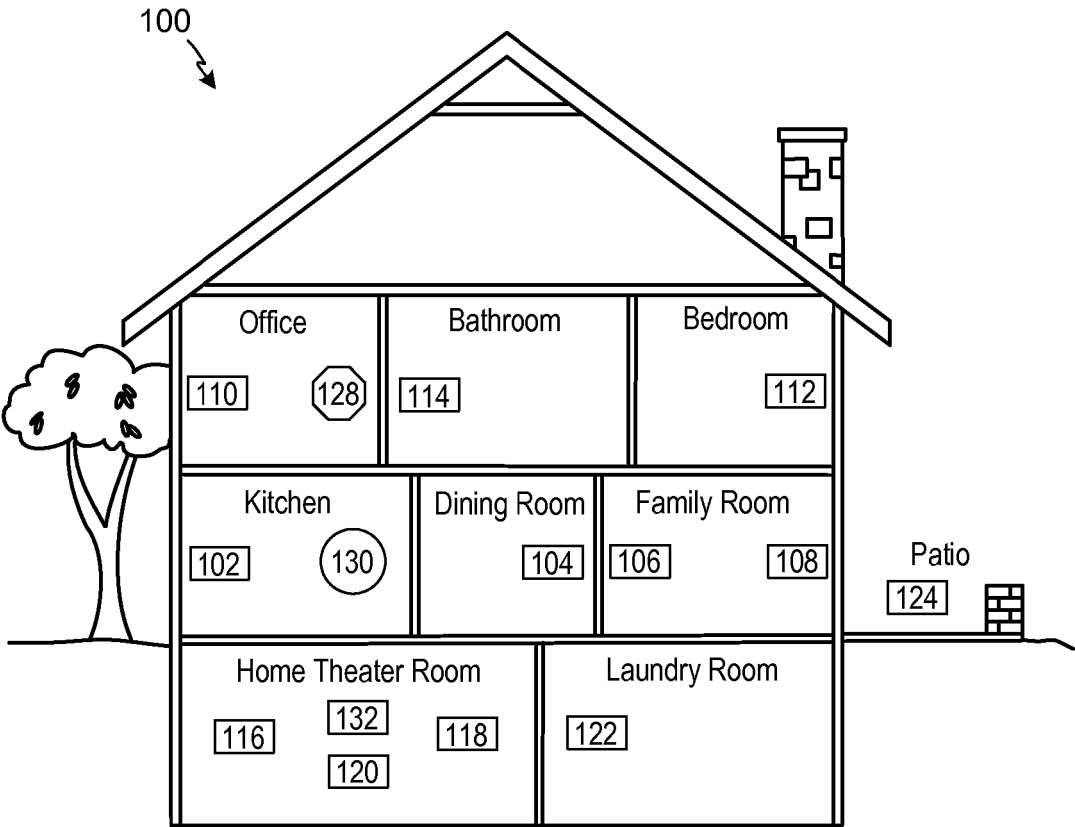 100
Office
Bathroom
Bedroom
110
128
114
112
Kitchen
Dining Room
Family Room
102
130
104
106
108
Patio
124
Home Theater Room
Laundry Room
116
132
118
122
120